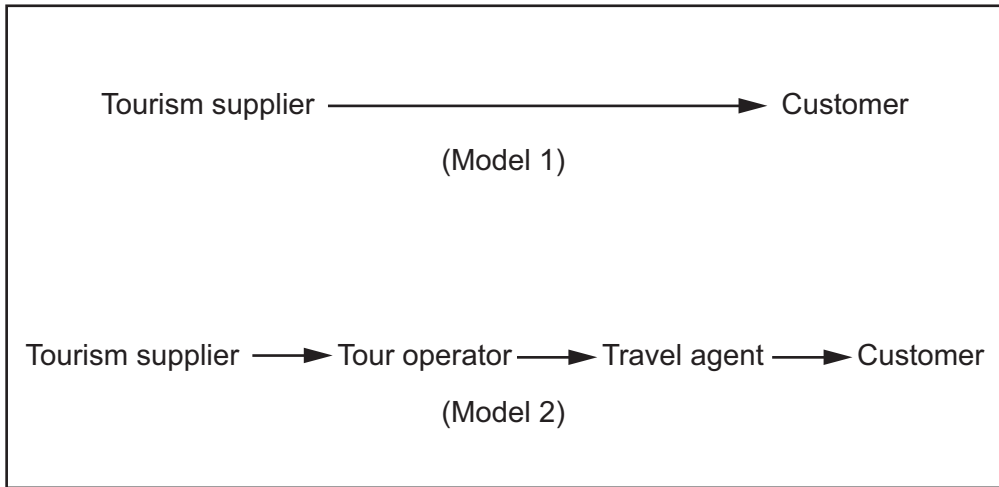 Tourism supplier Customer
(Model 1)
Tourism supplier Tour operator Travel agent Customer
(Model 2)